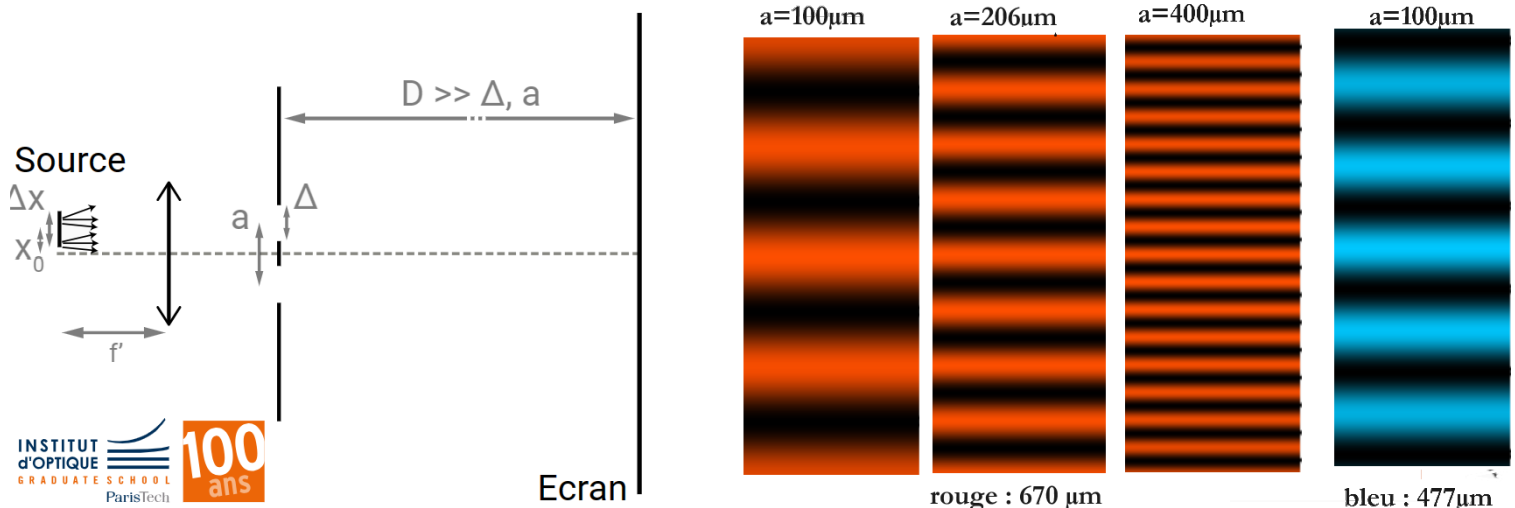 D >> Δ, a
Source
Δx
x₀
a
Δ
f'
INSTITUT
d'OPTIQUE
GRADUATE SCHOOL
ParisTech
100
ans
Ecran
a=100µm
a=206µm
a=400µm
a=100µm
rouge : 670 µm
bleu : 477µm